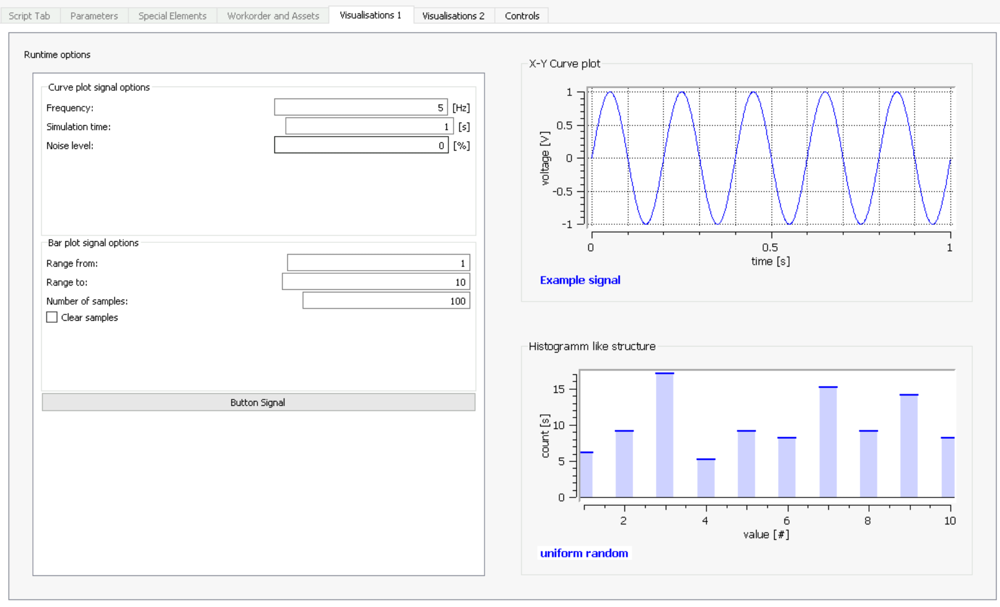 Script Tab Parameters Special Elements Workorder and Assets Visualisations 1 Visualisations 2 Controls
Runtime options
Curve plot signal options
Frequency: 5 [Hz]
Simulation time: 1 [s]
Noise level: 0 [%]
Bar plot signal options
Range from: 1
Range to: 10
Number of samples: 100
Clear samples
Button Signal
X-Y Curve plot
1
0.5
0
-0.5
-1
voltage [V]
0 0.5 1
time [s]
Example signal
Histogramm like structure
15
10
5
0
count [s]
2 4 6 8 10
value [#]
uniform random